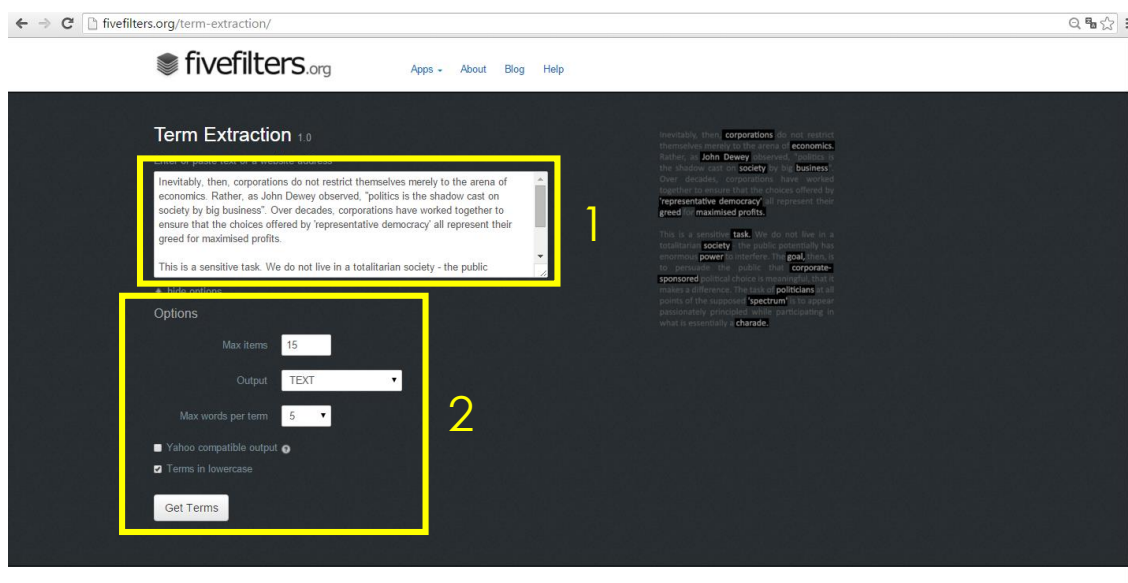 fivefilters.org/term-extraction/
fivefilters.org
Apps
About
Blog
Help
Term Extraction 1.0
Enter or paste text or a website address
Inevitably, then, corporations do not restrict themselves merely to the arena of
economics. Rather, as John Dewey observed, "politics is the shadow cast on
society by big business". Over decades, corporations have worked together to
ensure that the choices offered by 'representative democracy' all represent their
greed for maximised profits.
This is a sensitive task. We do not live in a totalitarian society - the public
1
hide options
Options
Max items 15
Output TEXT
Max words per term 5
Yahoo compatible output ?
Terms in lowercase
Get Terms
2
inevitably, then, corporations do not restrict
themselves merely to the arena of economics.
Rather, as John Dewey observed, "politics is
the shadow cast on society by big business".
Over decades, corporations have worked
together to ensure that the choices offered by
'representative democracy' all represent their
greed for maximised profits.
This is a sensitive task. We do not live in a
totalitarian society - the public potentially has
enormous power to interfere. The goal, then, is
to persuade the public that corporate-
sponsored political choice is meaningful, that it
makes a difference. The task of politicians at all
points of the supposed 'spectrum' is to appear
passionately principled while participating in
what is essentially a charade.